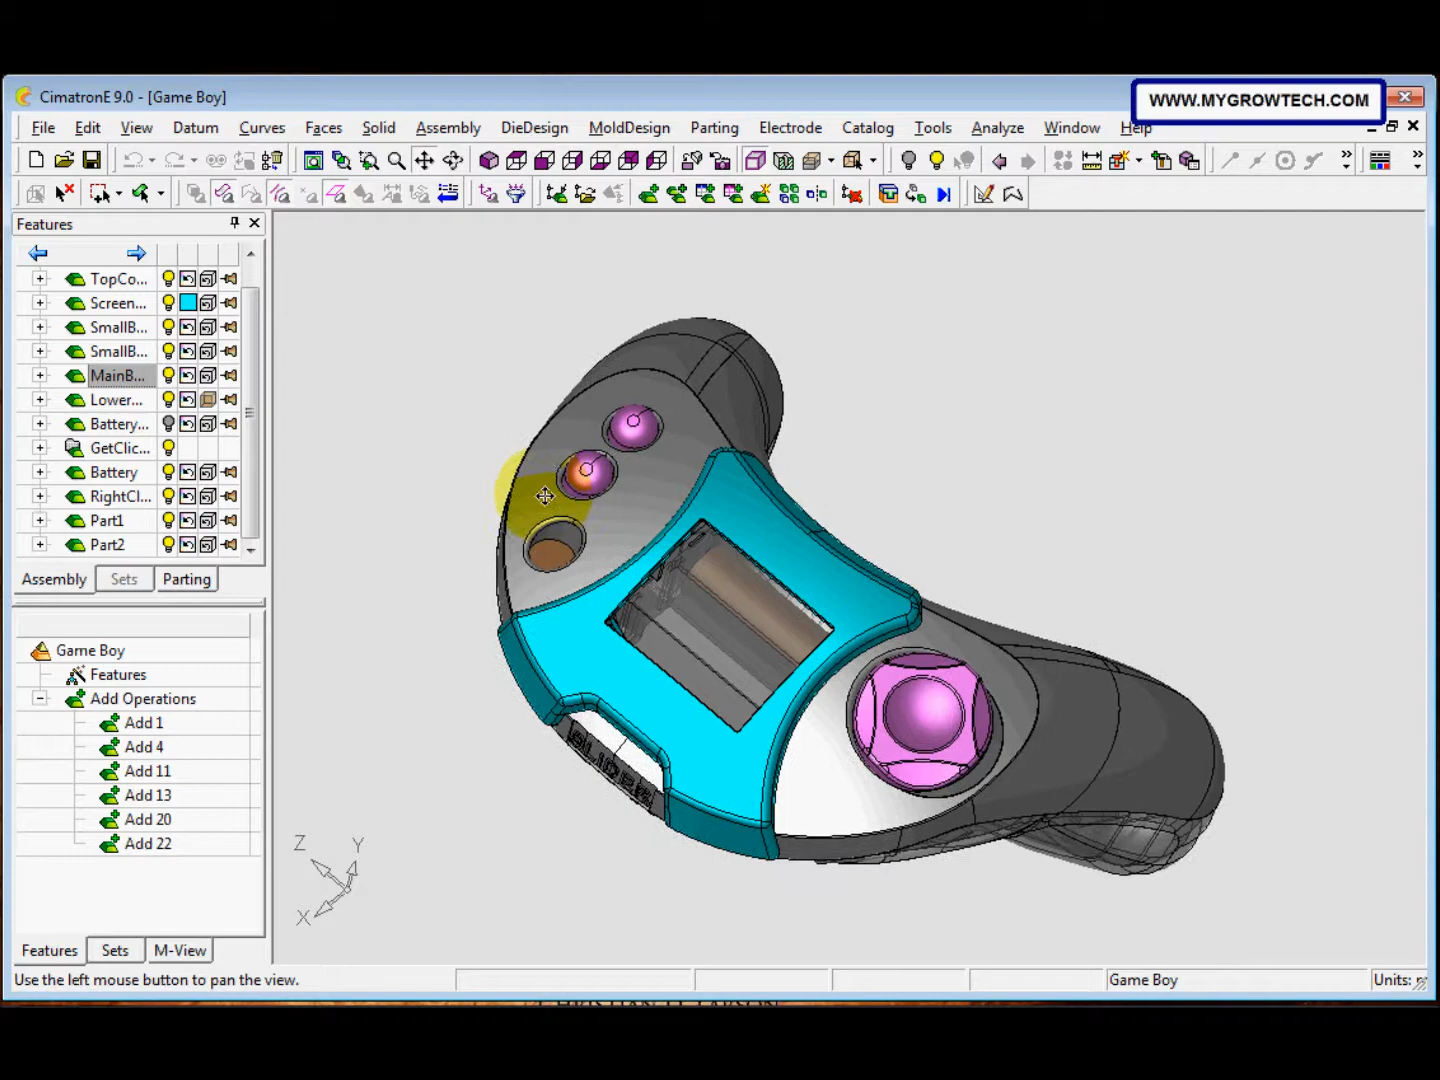 CimatronE 9.0 - [Game Boy]
WWW.MYGROWTECH.COM
File Edit View Datum Curves Faces Solid Assembly DieDesign MoldDesign Parting Electrode Catalog Tools Analyze Window Help
Features
TopCo...
Screen...
SmallB...
SmallB...
MainB...
Lower...
Battery...
GetClic...
Battery
RightCl...
Part1
Part2
Assembly Sets Parting
Game Boy
Features
Add Operations
Add 1
Add 4
Add 11
Add 13
Add 20
Add 22
Z Y
X
Features Sets M-View
Use the left mouse button to pan the view.
Game Boy
Units: